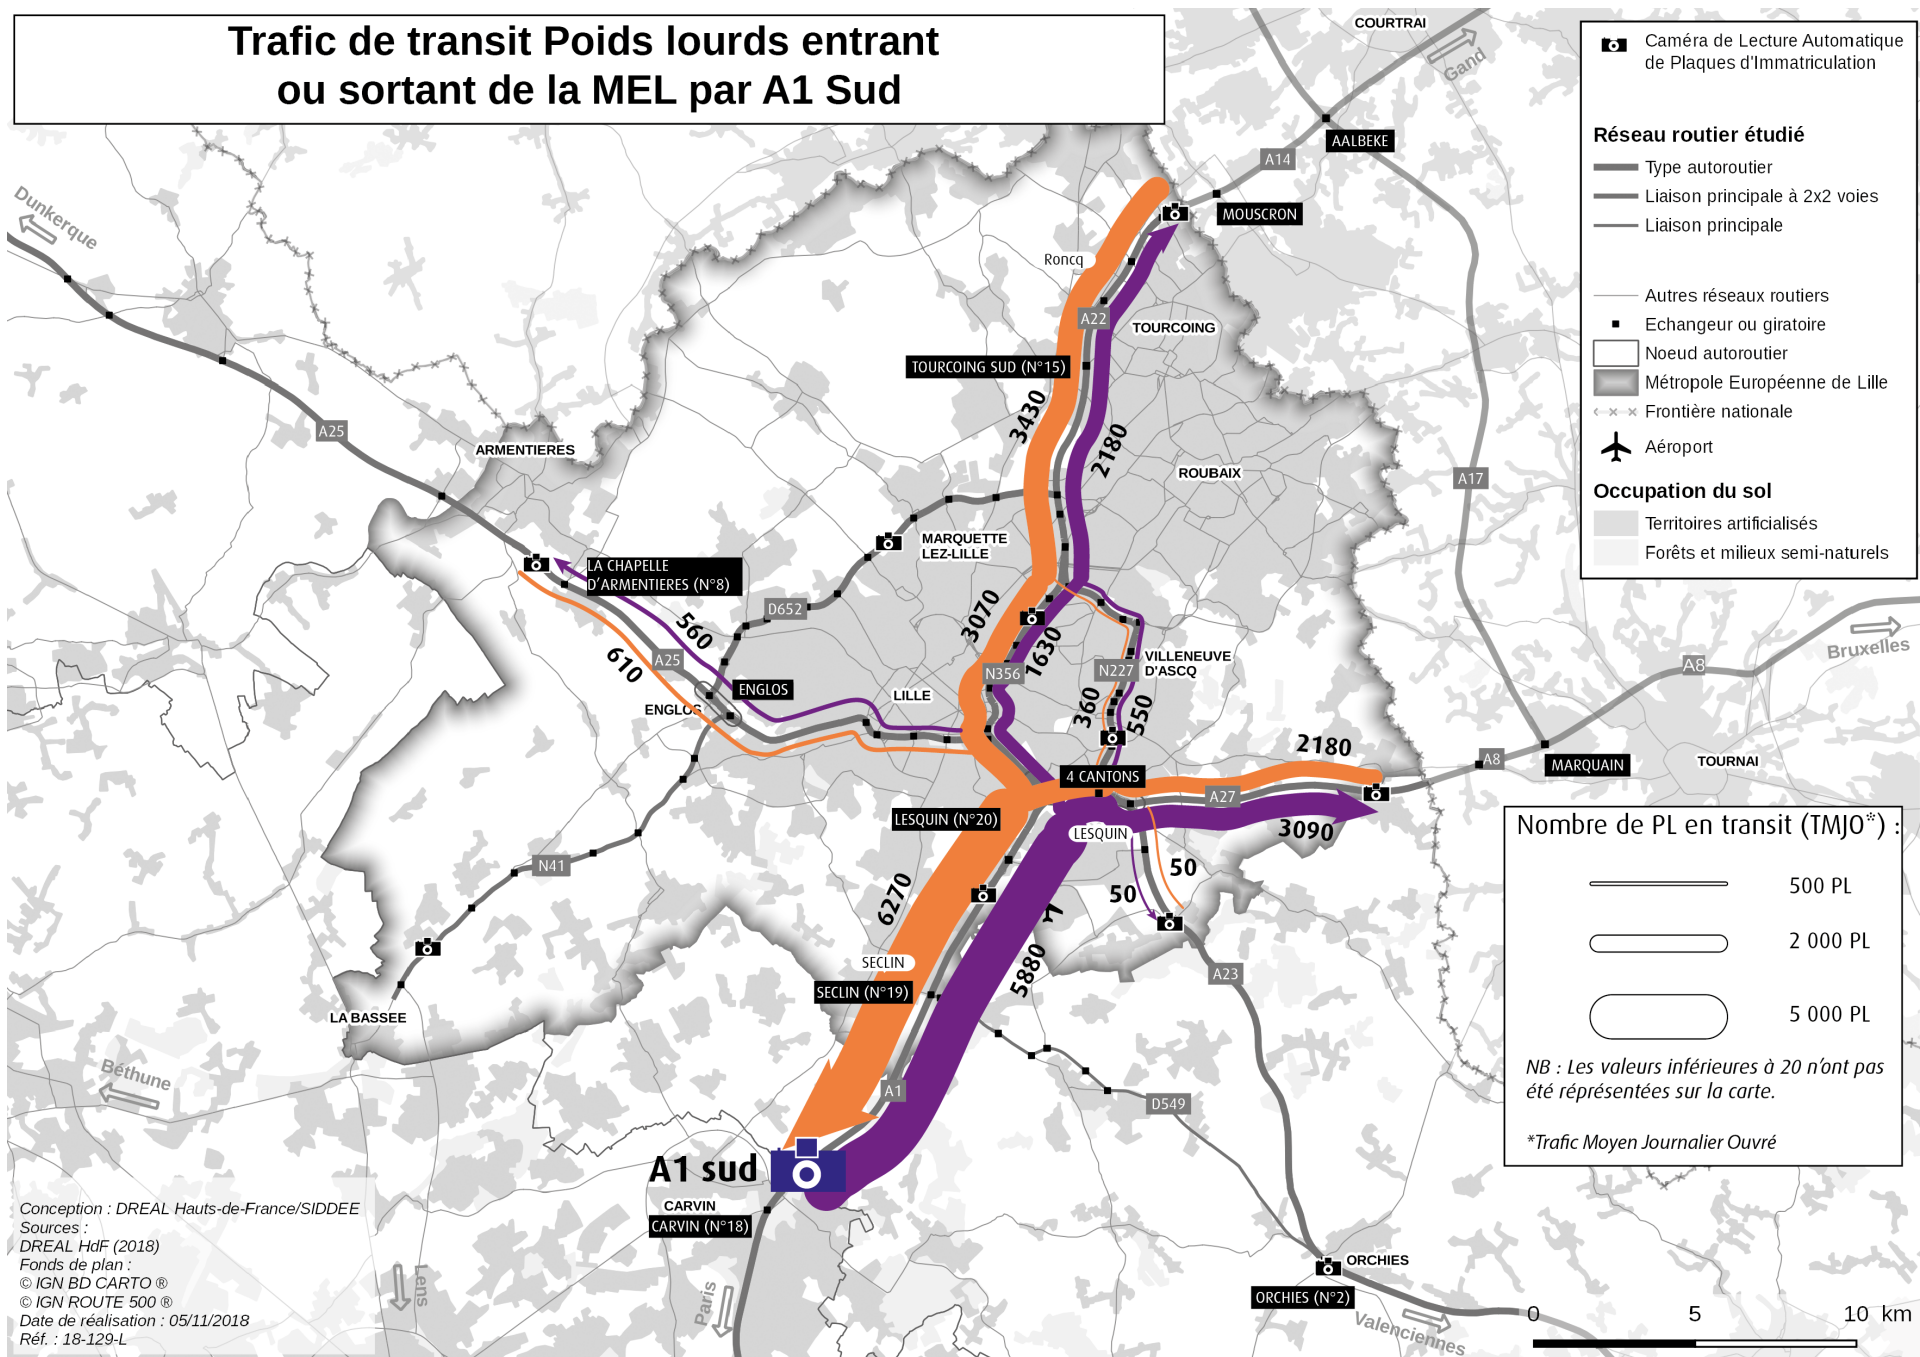 Trafic de transit Poids lourds entrant
ou sortant de la MEL par A1 Sud
COURTRAI
Gand
Caméra de Lecture Automatique
de Plaques d'Immatriculation
Réseau routier étudié
Type autoroutier
Liaison principale à 2x2 voies
Liaison principale
Autres réseaux routiers
Echangeur ou giratoire
Noeud autoroutier
Métropole Européenne de Lille
Frontière nationale
Aéroport
Occupation du sol
Territoires artificialisés
Forêts et milieux semi-naturels
AALBEKE
A14
Dunkerque
MOUSCRON
Roncq
A22
TOURCOING
TOURCOING SUD (N°15)
3430
A25
ARMENTIERES
2180
ROUBAIX
A17
MARQUETTE
LEZ-LILLE
LA CHAPELLE
D'ARMENTIERES (N°8)
D652
560
3070
1630
610
A25
N356
N227
VILLENEUVE
D'ASCQ
A8
Bruxelles
ENGLOS
LILLE
ENGLOS
360
550
2180
A8
MARQUAIN
TOURNAI
4 CANTONS
A27
LESQUIN (N°20)
LESQUIN
3090
N41
50
50
6270
5880
SECLIN
SECLIN (N°19)
A23
LA BASSEE
Béthune
A1
D549
A1 sud
CARVIN
CARVIN (N°18)
Lens
Paris
ORCHIES
ORCHIES (N°2)
Valenciennes
Nombre de PL en transit (TMJO*) :
500 PL
2 000 PL
5 000 PL
NB : Les valeurs inférieures à 20 n'ont pas
été réprésentées sur la carte.
*Trafic Moyen Journalier Ouvré
Conception : DREAL Hauts-de-France/SIDDEE
Sources :
DREAL HdF (2018)
Fonds de plan :
© IGN BD CARTO ®
© IGN ROUTE 500 ®
Date de réalisation : 05/11/2018
Réf. : 18-129-L
0 5 10 km